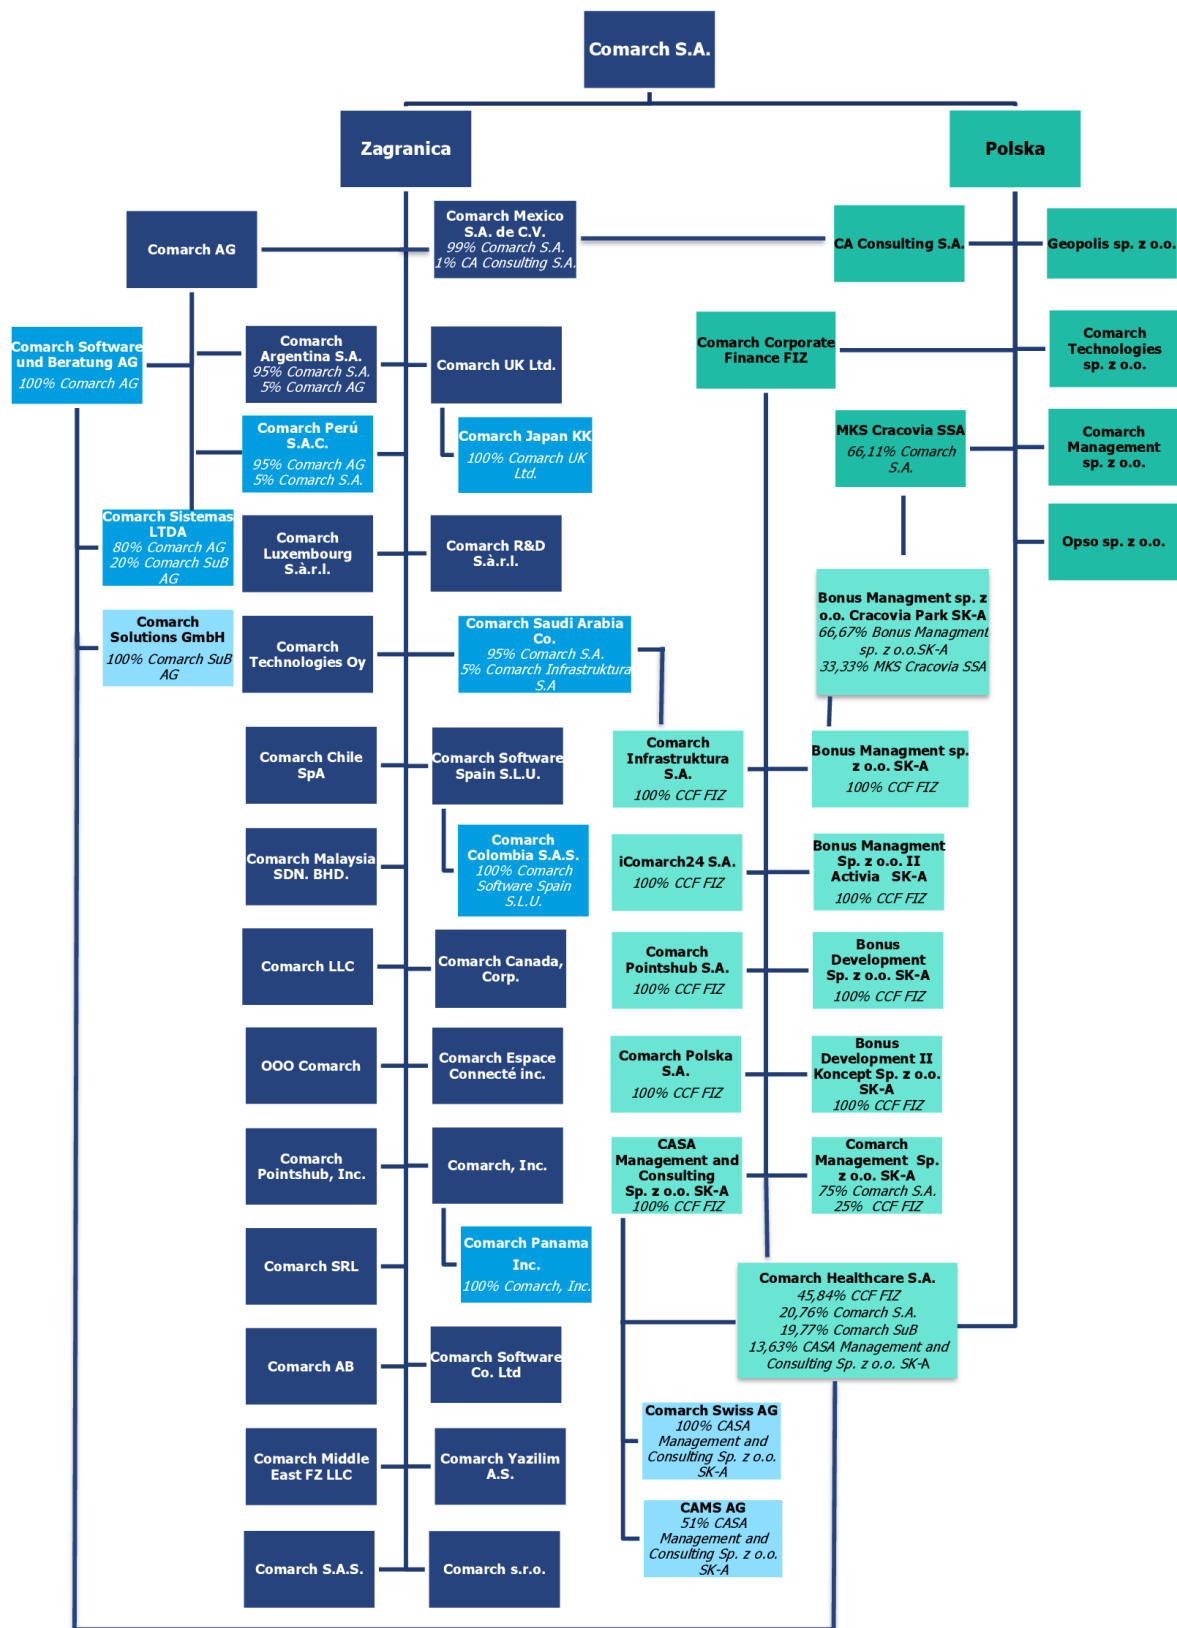 Comarch S.A.
Zagranica
Polska
Comarch AG
Comarch Mexico
S.A. de C.V.
99% Comarch S.A.
1% CA Consulting S.A.
CA Consulting S.A.
Geopolis sp. z o.o.
Comarch Software
und Beratung AG
100% Comarch AG
Comarch
Argentina S.A.
95% Comarch S.A.
5% Comarch AG
Comarch UK Ltd.
Comarch Corporate
Finance FIZ
Comarch
Technologies
sp. z o.o.
Comarch Perú
S.A.C.
95% Comarch AG
5% Comarch S.A.
Comarch Japan KK
100% Comarch UK
Ltd.
MKS Cracovia SSA
66,11% Comarch
S.A.
Comarch
Management
sp. z o.o.
Comarch Sistemas
LTDA
80% Comarch AG
20% Comarch SuB
AG
Comarch
Luxembourg
S.à.r.l.
Comarch R&D
S.à.r.l.
Opso sp. z o.o.
Comarch
Solutions GmbH
100% Comarch SuB
AG
Comarch
Technologies Oy
Comarch Saudi Arabia
Co.
95% Comarch S.A.
5% Comarch Infrastruktura
S.A
Bonus Managment sp. z
o.o. Cracovia Park SK-A
66,67% Bonus Managment
sp. z o.o.SK-A
33,33% MKS Cracovia SSA
Comarch Chile
SpA
Comarch Software
Spain S.L.U.
Comarch
Infrastruktura
S.A.
100% CCF FIZ
Bonus Managment sp.
z o.o. SK-A
100% CCF FIZ
Comarch Malaysia
SDN. BHD.
Comarch
Colombia S.A.S.
100% Comarch
Software Spain
S.L.U.
iComarch24 S.A.
100% CCF FIZ
Bonus Managment
Sp. z o.o. II
Activia SK-A
100% CCF FIZ
Comarch LLC
Comarch Canada,
Corp.
Comarch
Pointshub S.A.
100% CCF FIZ
Bonus
Development
Sp. z o.o. SK-A
100% CCF FIZ
OOO Comarch
Comarch Espace
Connecté inc.
Comarch Polska
S.A.
100% CCF FIZ
Bonus
Development II
Koncept Sp. z o.o.
SK-A
100% CCF FIZ
Comarch
Pointshub, Inc.
Comarch, Inc.
CASA
Management and
Consulting
Sp. z o.o. SK-A
100% CCF FIZ
Comarch
Management Sp.
z o.o. SK-A
75% Comarch S.A.
25% CCF FIZ
Comarch SRL
Comarch Panama
Inc.
100% Comarch, Inc.
Comarch Healthcare S.A.
45,84% CCF FIZ
20,76% Comarch S.A.
19,77% Comarch SuB
13,63% CASA Management and
Consulting Sp. z o.o. SK-A
Comarch AB
Comarch Software
Co. Ltd
Comarch Swiss AG
100% CASA
Management and
Consulting Sp. z o.o.
SK-A
Comarch Middle
East FZ LLC
Comarch Yazilim
A.S.
CAMS AG
51% CASA
Management and
Consulting Sp. z o.o.
SK-A
Comarch S.A.S.
Comarch s.r.o.